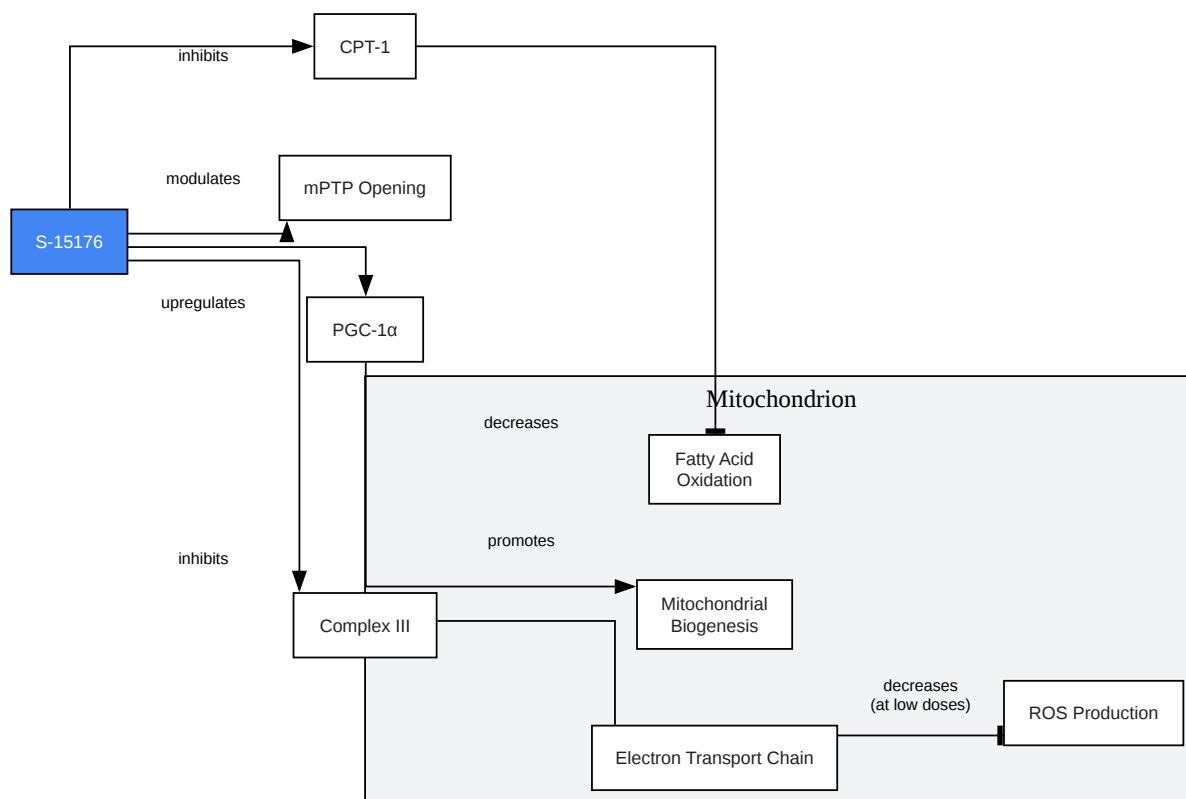 CPT-1
inhibits
modulates
mPTP Opening
S-15176
upregulates
PGC-1α
Mitochondrion
decreases
Fatty Acid
Oxidation
promotes
inhibits
Mitochondrial
Biogenesis
Complex III
decreases
(at low doses)
ROS Production
Electron Transport Chain